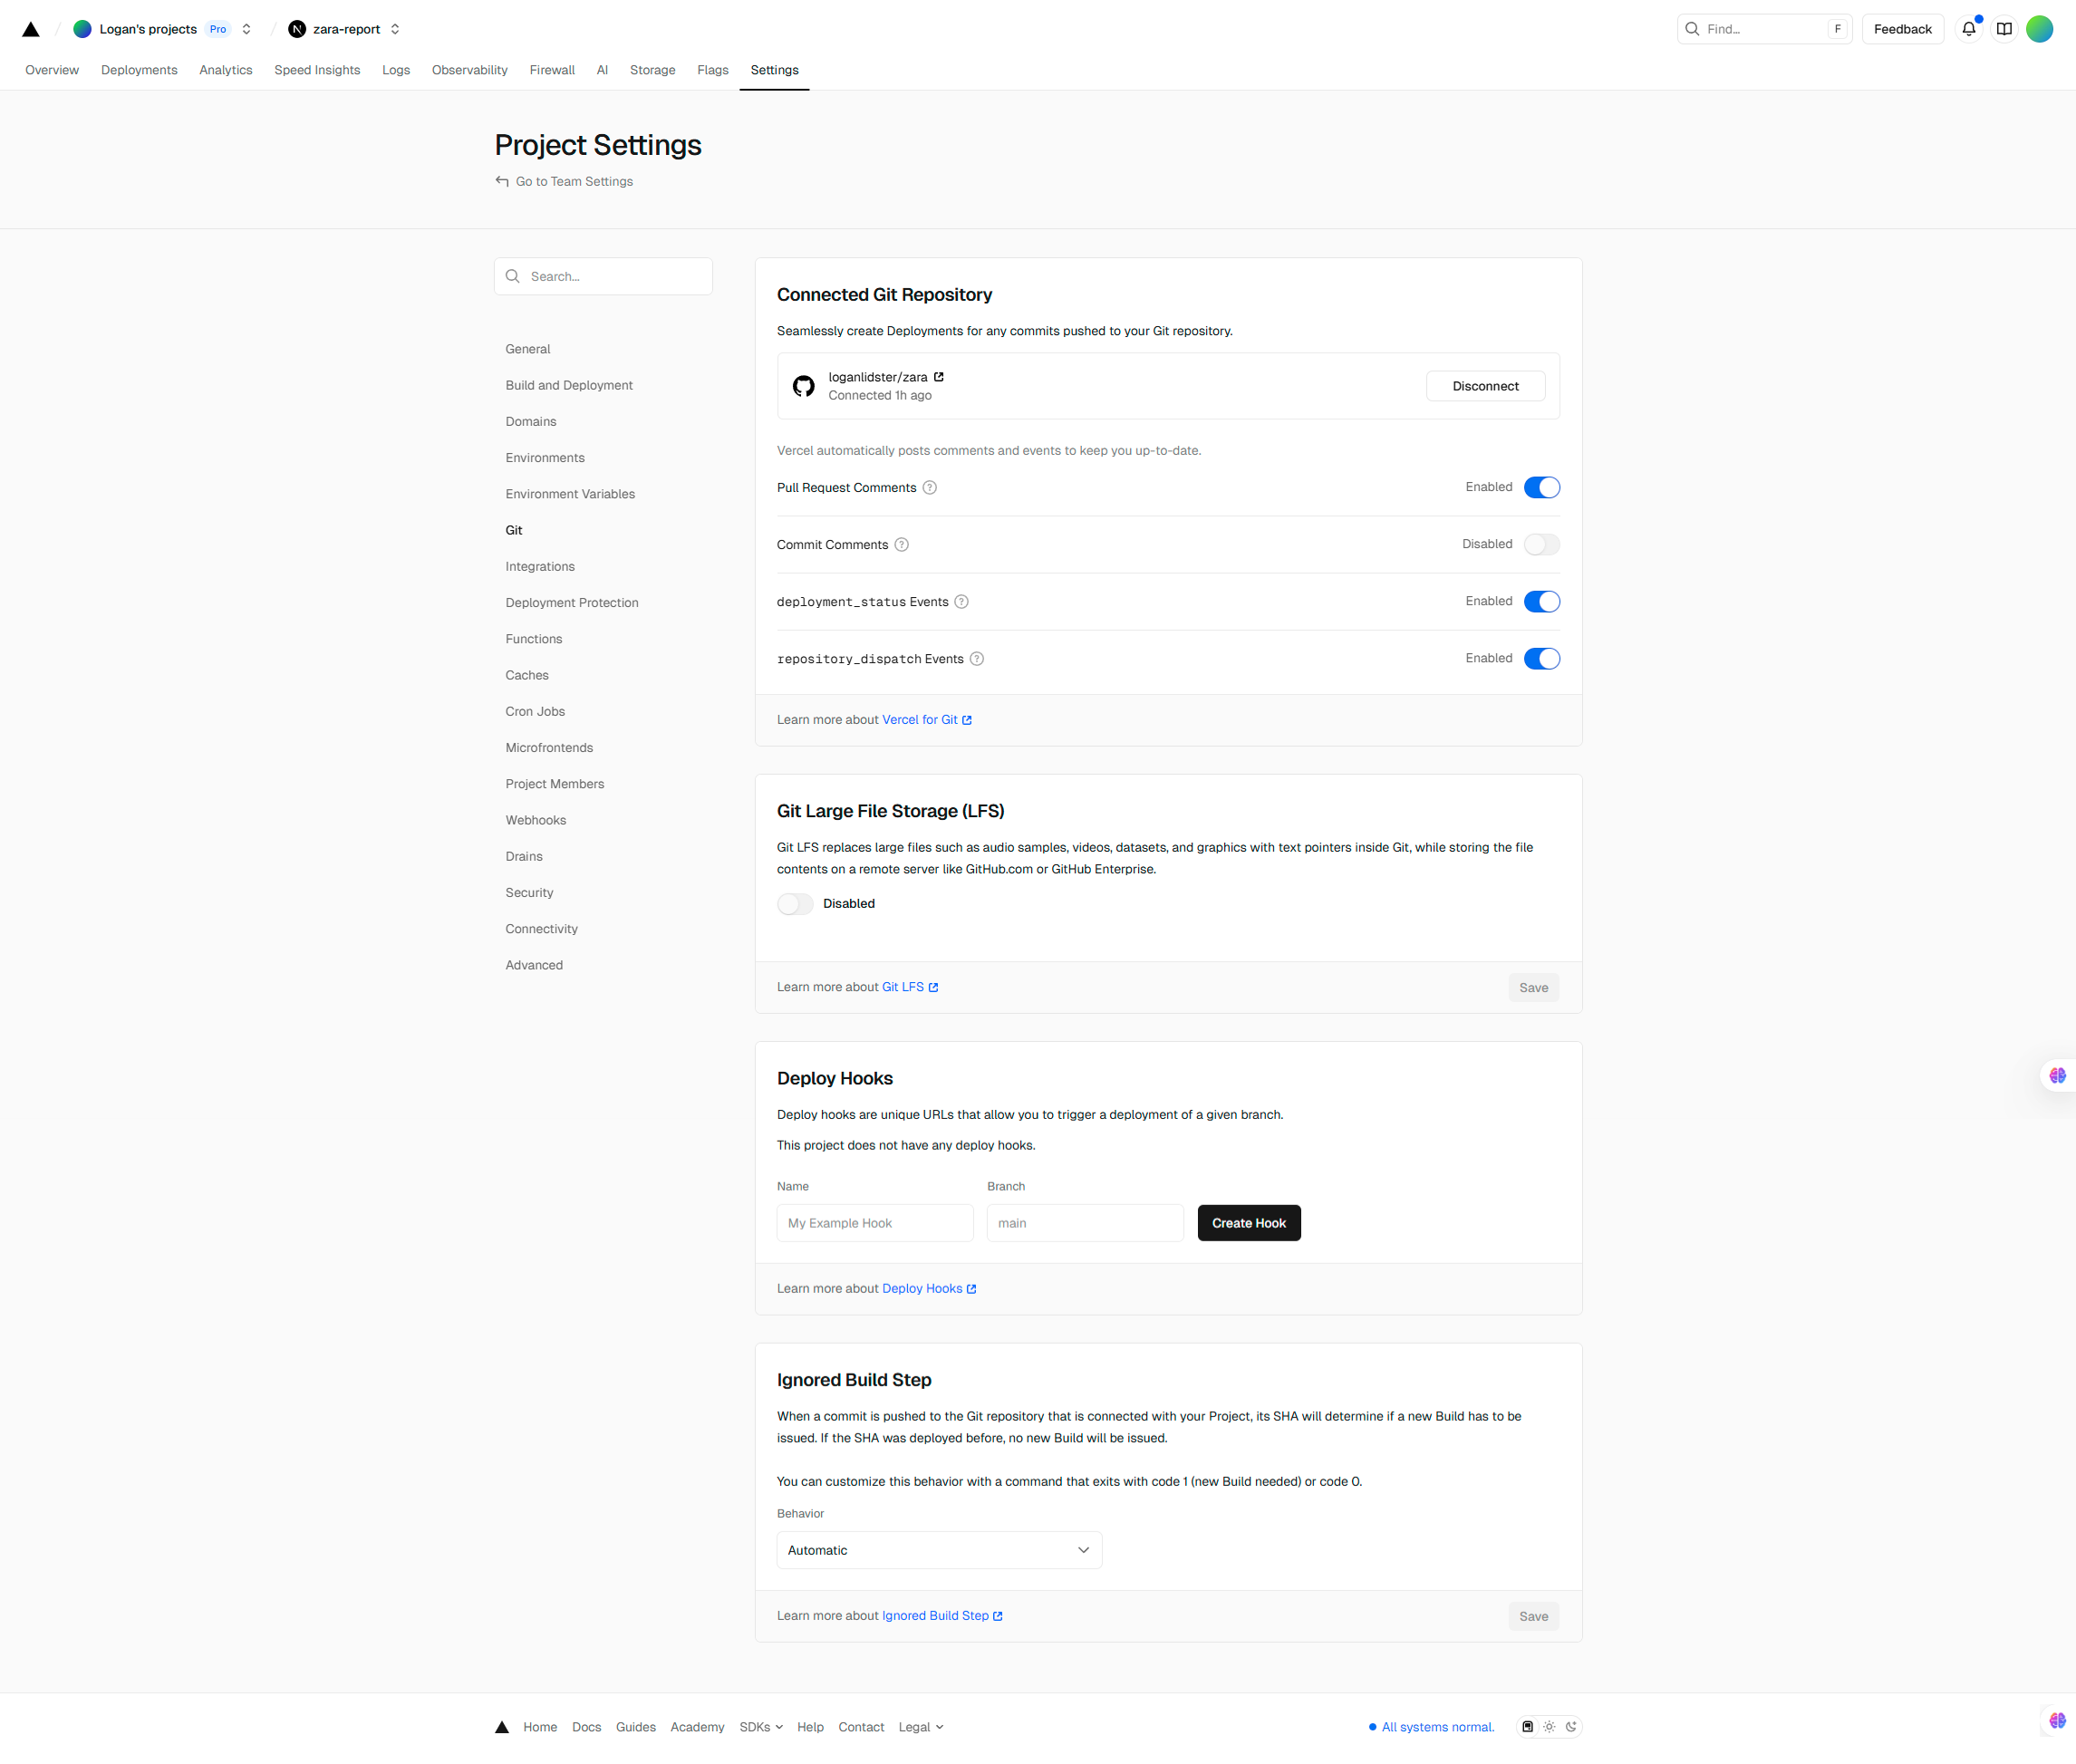 Logan's projects Pro zara-report Find... F Feedback
Overview Deployments Analytics Speed Insights Logs Observability Firewall AI Storage Flags Settings
Project Settings
Go to Team Settings
Search...
General
Build and Deployment
Domains
Environments
Environment Variables
Git
Integrations
Deployment Protection
Functions
Caches
Cron Jobs
Microfrontends
Project Members
Webhooks
Drains
Security
Connectivity
Advanced
Connected Git Repository
Seamlessly create Deployments for any commits pushed to your Git repository.
loganlidster/zara
Connected 1h ago
Disconnect
Vercel automatically posts comments and events to keep you up-to-date.
Pull Request Comments ? Enabled
Commit Comments ? Disabled
deployment_status Events ? Enabled
repository_dispatch Events ? Enabled
Learn more about Vercel for Git
Git Large File Storage (LFS)
Git LFS replaces large files such as audio samples, videos, datasets, and graphics with text pointers inside Git, while storing the file
contents on a remote server like GitHub.com or GitHub Enterprise.
Disabled
Learn more about Git LFS Save
Deploy Hooks
Deploy hooks are unique URLs that allow you to trigger a deployment of a given branch.
This project does not have any deploy hooks.
Name Branch
My Example Hook main Create Hook
Learn more about Deploy Hooks
Ignored Build Step
When a commit is pushed to the Git repository that is connected with your Project, its SHA will determine if a new Build has to be
issued. If the SHA was deployed before, no new Build will be issued.
You can customize this behavior with a command that exits with code 1 (new Build needed) or code 0.
Behavior
Automatic
Learn more about Ignored Build Step Save
Home Docs Guides Academy SDKs Help Contact Legal All systems normal.